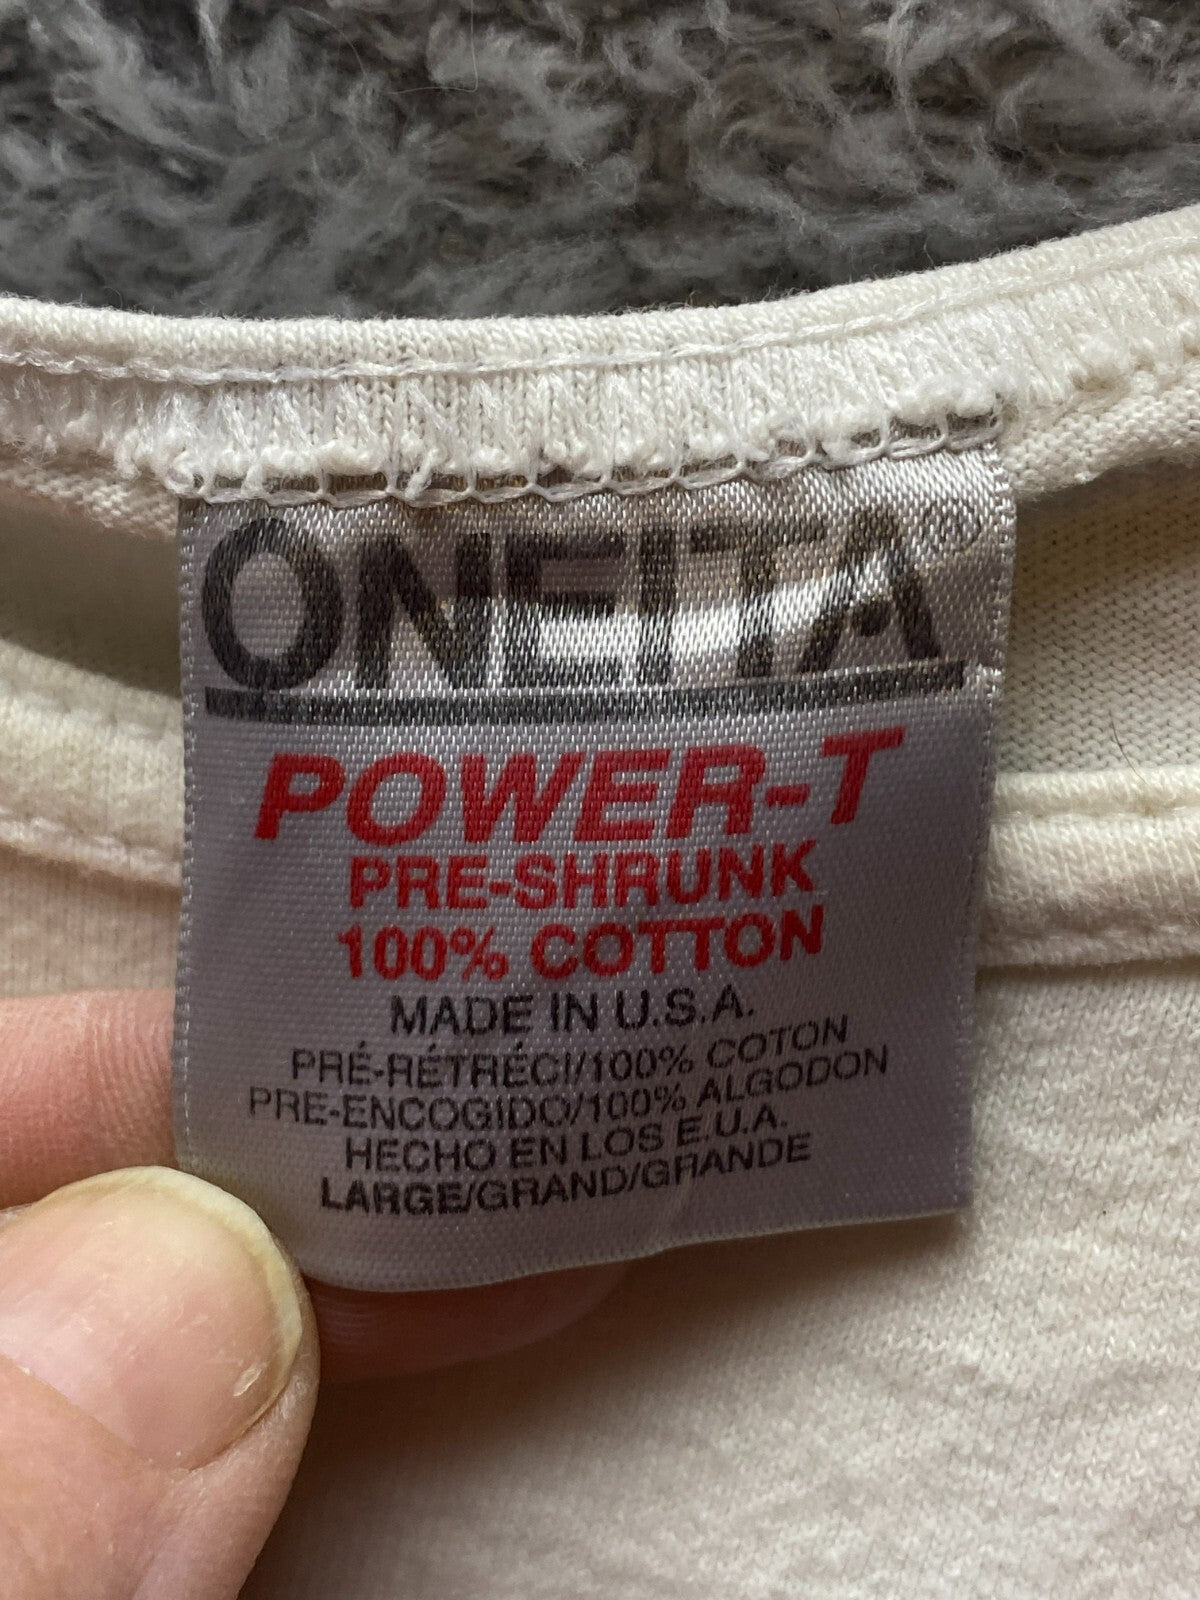 ONEITA®
POWER-T
PRE-SHRUNK
100% COTTON
MADE IN U.S.A.
PRÉ-RÉTRÉCI/100% COTON
PRE-ENCOGIDO/100% ALGODON
HECHO EN LOS E.U.A.
LARGE/GRAND/GRANDE